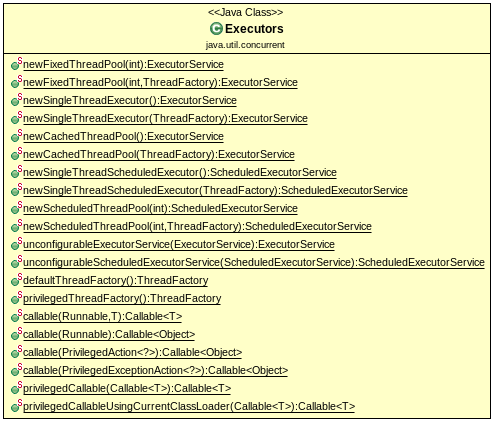 <<Java Class>>
Executors
java.util.concurrent
newFixedThreadPool(int):ExecutorService
newFixedThreadPool(int,ThreadFactory):ExecutorService
newSingleThreadExecutor():ExecutorService
newSingleThreadExecutor(ThreadFactory):ExecutorService
newCachedThreadPool():ExecutorService
newCachedThreadPool(ThreadFactory):ExecutorService
newSingleThreadScheduledExecutor():ScheduledExecutorService
newSingleThreadScheduledExecutor(ThreadFactory):ScheduledExecutorService
newScheduledThreadPool(int):ScheduledExecutorService
newScheduledThreadPool(int,ThreadFactory):ScheduledExecutorService
unconfigurableExecutorService(ExecutorService):ExecutorService
unconfigurableScheduledExecutorService(ScheduledExecutorService):ScheduledExecutorService
defaultThreadFactory():ThreadFactory
privilegedThreadFactory():ThreadFactory
callable(Runnable,T):Callable<T>
callable(Runnable):Callable<Object>
callable(PrivilegedAction<?>):Callable<Object>
callable(PrivilegedExceptionAction<?>):Callable<Object>
privilegedCallable(Callable<T>):Callable<T>
privilegedCallableUsingCurrentClassLoader(Callable<T>):Callable<T>